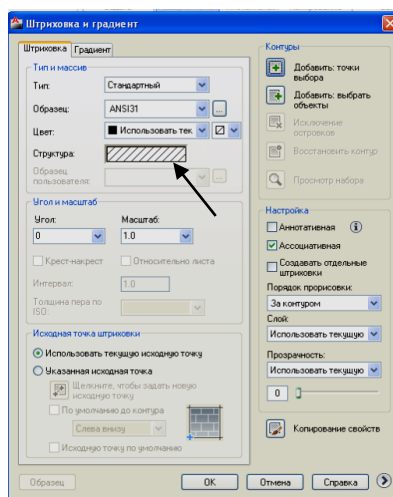 Штриховка и градиент
Штриховка Градиент
Тип и массив
Тип: Стандартный
Образец: ANSI31 ...
Цвет: Использовать тек
Структура:
Образец
пользователя: ...
Угол и масштаб
Угол: Масштаб:
0 1.0
Крест-накрест Относительно листа
Интервал: 1.0
Толщина пера по
ISO:
Исходная точка штриховки
Использовать текущую исходную точку
Указанная исходная точка
Щелкните, чтобы задать новую
исходную точку
По умолчанию до контура
Слева внизу
Исходную точку по умолчанию
Контуры
Добавить: точки
выбора
Добавить: выбрать
объекты
Исключение
островков
Восстановить контур
Просмотр набора
Настройка
Аннотативная
Ассоциативная
Создавать отдельные
штриховки
Порядок прорисовки:
За контуром
Слой:
Использовать текущую
Прозрачность:
Использовать текущую
0
Копирование свойств
Образец OK Отмена Справка